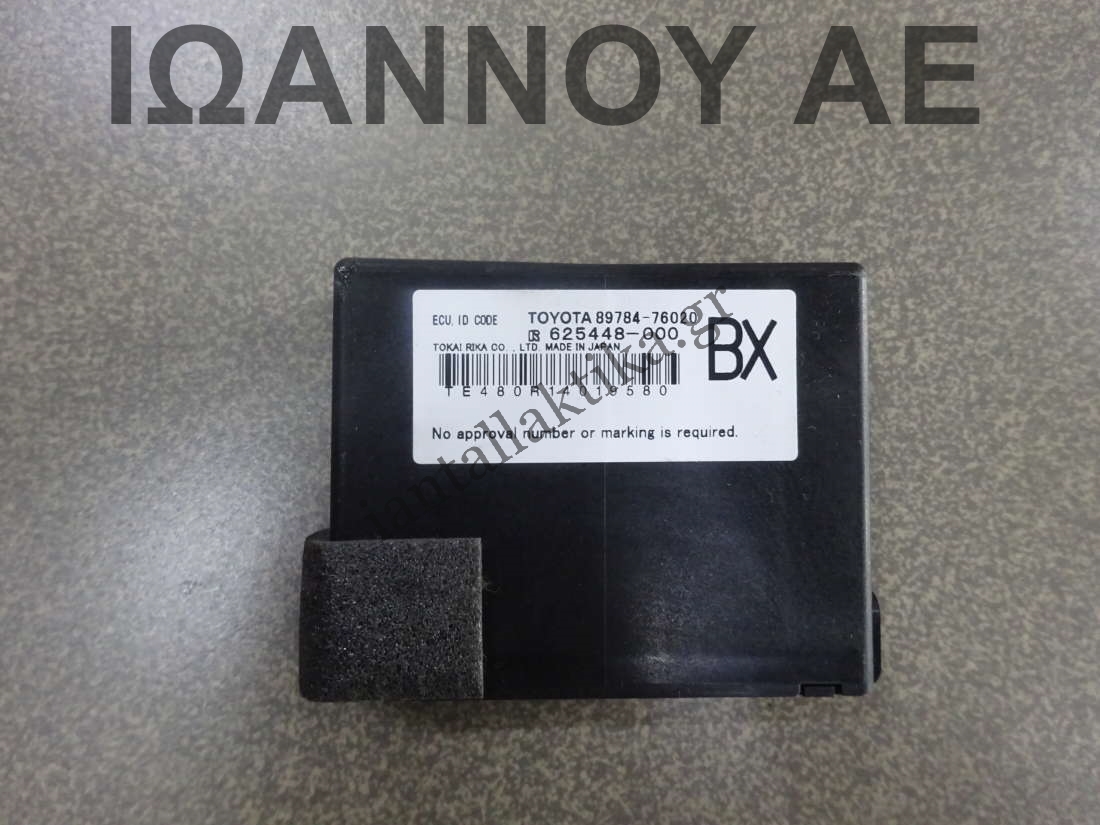 ΙΩΑΝΝΟΥ ΑΕ
ECU, ID CODE TOYOTA 89784-76020
625448-000
BX
TOKAI RIKA CO., LTD. MADE IN JAPAN
TE480R14019580
No approval number or marking is required.